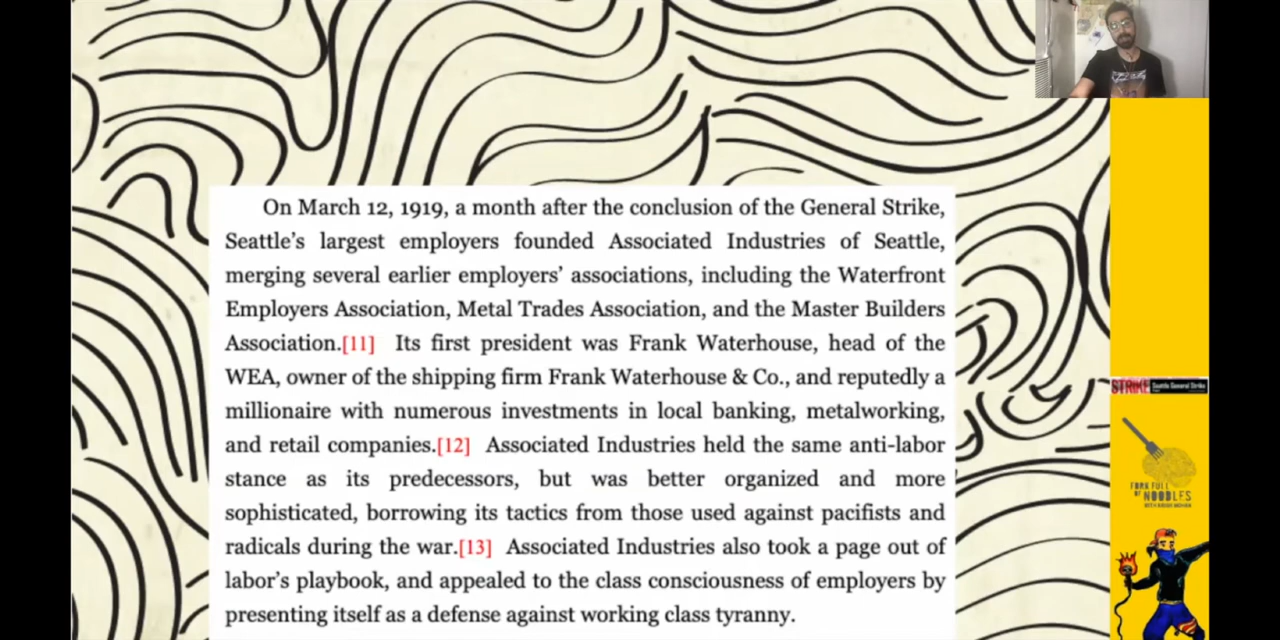 On March 12, 1919, a month after the conclusion of the General Strike,
Seattle’s largest employers founded Associated Industries of Seattle,
merging several earlier employers’ associations, including the Waterfront
Employers Association, Metal Trades Association, and the Master Builders
Association.[11] Its first president was Frank Waterhouse, head of the
WEA, owner of the shipping firm Frank Waterhouse & Co., and reputedly a
millionaire with numerous investments in local banking, metalworking,
and retail companies.[12] Associated Industries held the same anti-labor
stance as its predecessors, but was better organized and more
sophisticated, borrowing its tactics from those used against pacifists and
radicals during the war.[13] Associated Industries also took a page out of
labor’s playbook, and appealed to the class consciousness of employers by
presenting itself as a defense against working class tyranny.
STRIKE Seattle General Strike
FORK FULL
OF NOODLES